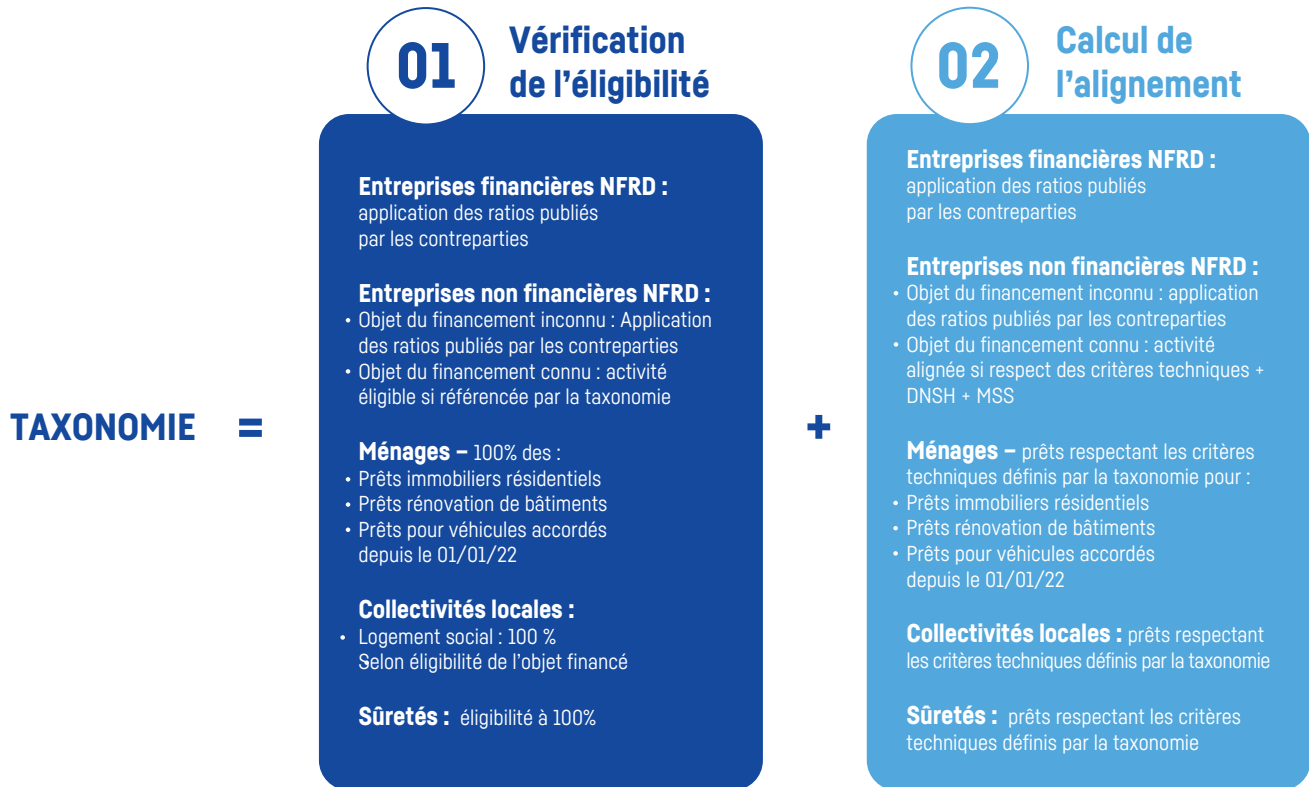 TAXONOMIE =
01
Vérification
de l'éligibilité
Entreprises financières NFRD :
application des ratios publiés
par les contreparties
Entreprises non financières NFRD :
• Objet du financement inconnu : Application
des ratios publiés par les contreparties
• Objet du financement connu : activité
éligible si référencée par la taxonomie
Ménages – 100% des :
• Prêts immobiliers résidentiels
• Prêts rénovation de bâtiments
• Prêts pour véhicules accordés
depuis le 01/01/22
Collectivités locales :
• Logement social : 100 %
• Selon éligibilité de l'objet financé
Sûretés : éligibilité à 100%
+
02
Calcul de
l'alignement
Entreprises financières NFRD :
application des ratios publiés
par les contreparties
Entreprises non financières NFRD :
• Objet du financement inconnu : application
des ratios publiés par les contreparties
• Objet du financement connu : activité
alignée si respect des critères techniques +
DNSH + MSS
Ménages – prêts respectant les critères
techniques définis par la taxonomie pour :
• Prêts immobiliers résidentiels
• Prêts rénovation de bâtiments
• Prêts pour véhicules accordés
depuis le 01/01/22
Collectivités locales : prêts respectant
les critères techniques définis par la taxonomie
Sûretés : prêts respectant les critères
techniques définis par la taxonomie